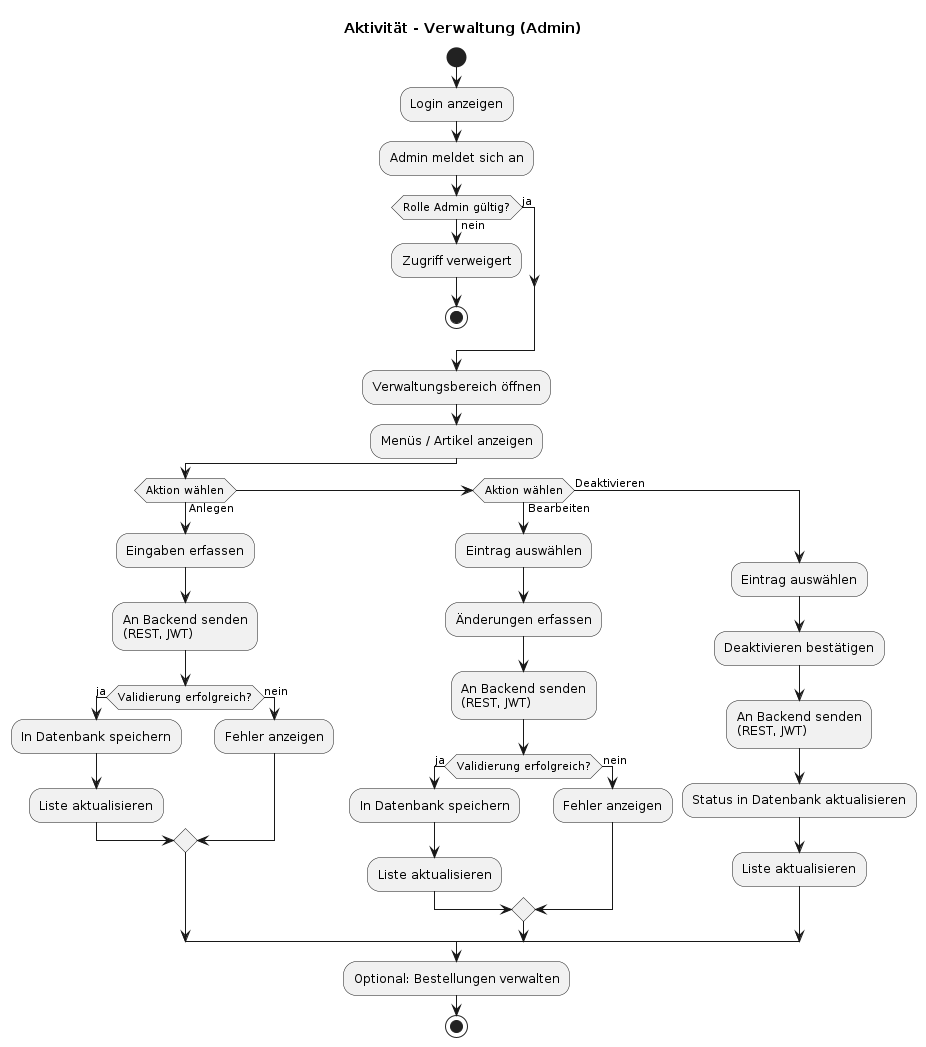 Aktivität - Verwaltung (Admin)
Login anzeigen
Admin meldet sich an
Rolle Admin gültig?
ja
nein
Zugriff verweigert
Verwaltungsbereich öffnen
Menüs / Artikel anzeigen
Aktion wählen
Anlegen
Eingaben erfassen
An Backend senden
(REST, JWT)
Validierung erfolgreich?
ja
nein
In Datenbank speichern
Fehler anzeigen
Liste aktualisieren
Aktion wählen
Bearbeiten
Eintrag auswählen
Änderungen erfassen
An Backend senden
(REST, JWT)
Validierung erfolgreich?
ja
nein
In Datenbank speichern
Fehler anzeigen
Liste aktualisieren
Deaktivieren
Eintrag auswählen
Deaktivieren bestätigen
An Backend senden
(REST, JWT)
Status in Datenbank aktualisieren
Liste aktualisieren
Optional: Bestellungen verwalten